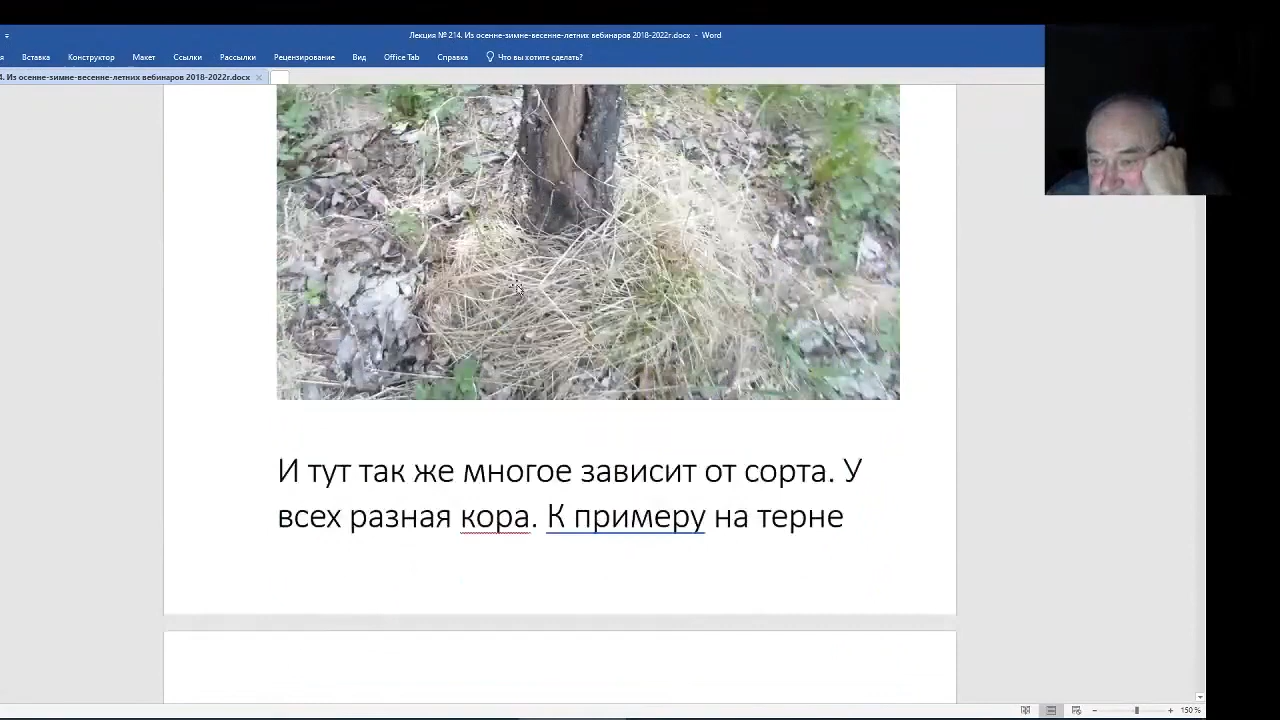 Лекция № 214. Из осенне-зимне-весенне-летних вебинаров 2018-2022г.docx - Word
Вставка Конструктор Макет Ссылки Рассылки Рецензирование Вид Office Tab Справка Что вы хотите сделать?
4. Из осенне-зимне-весенне-летних вебинаров 2018-2022г.docx
И тут так же многое зависит от сорта. У
всех разная кора. К примеру на терне
150 %